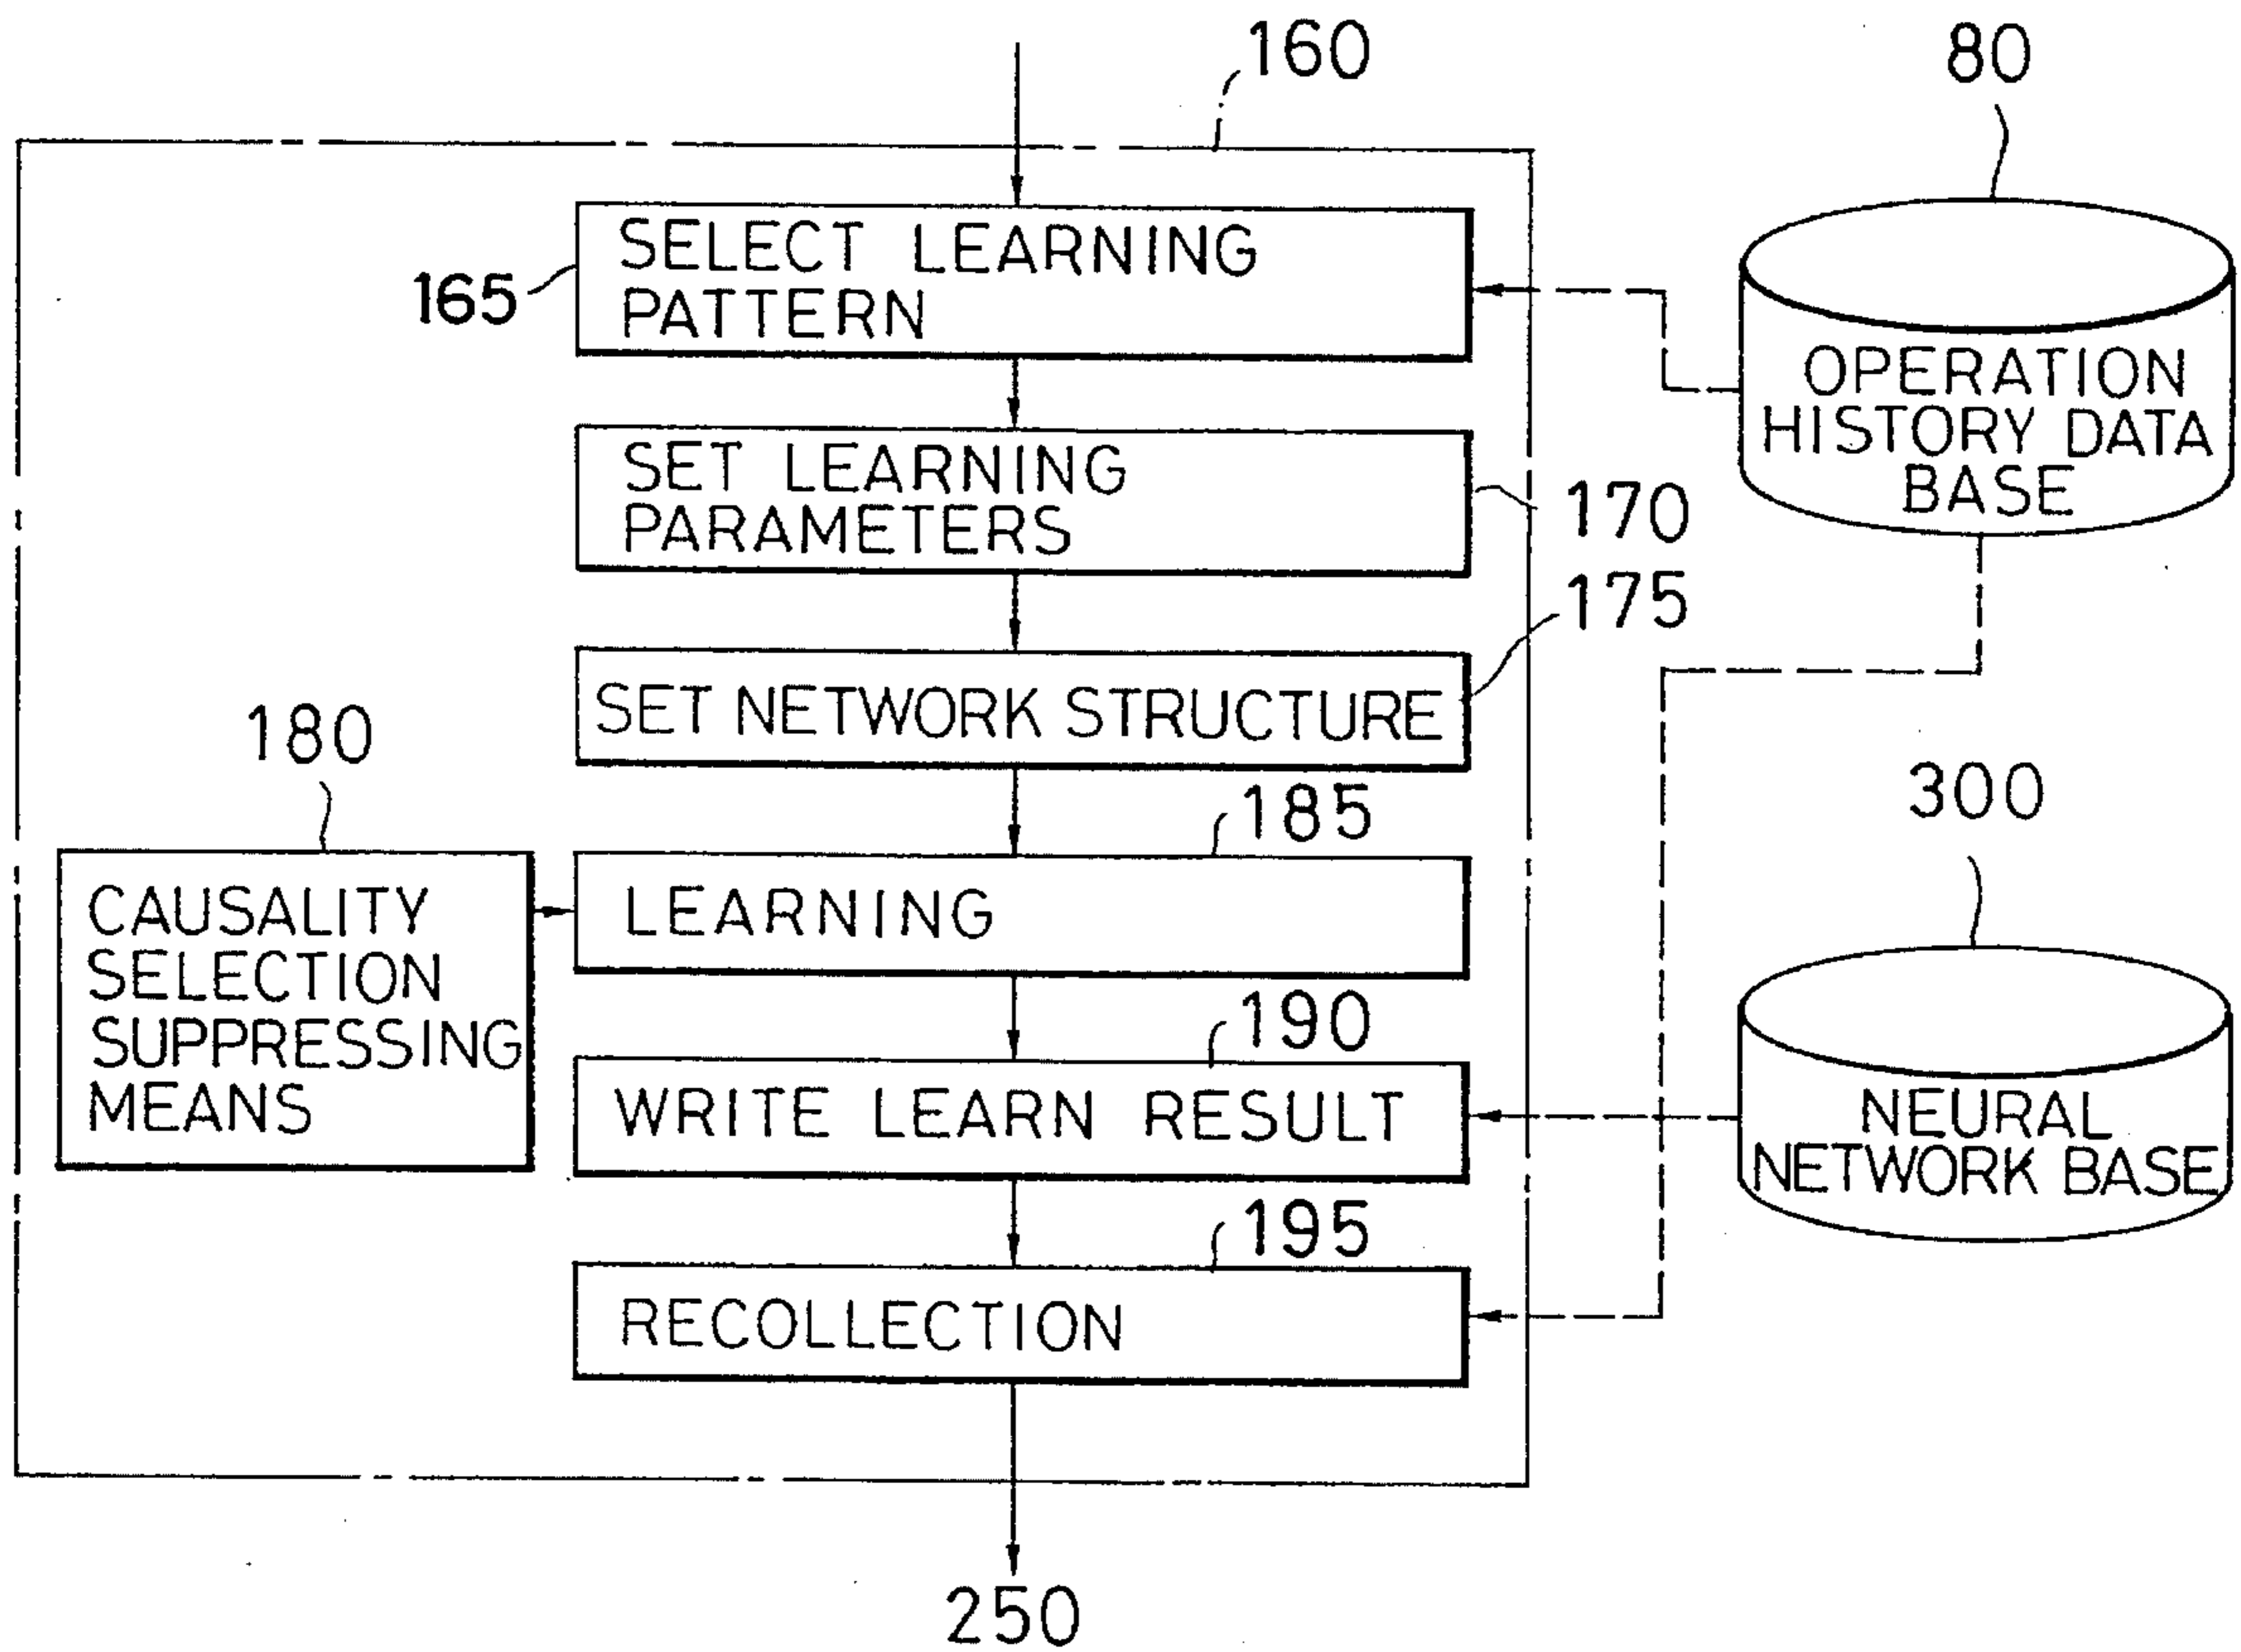 160
80
SELECT LEARNING
PATTERN
165
OPERATION
HISTORY DATA
BASE
SET LEARNING
PARAMETERS
170
175
SET NETWORK STRUCTURE
180
185
300
CAUSALITY
SELECTION
SUPPRESSING
MEANS
LEARNING
190
WRITE LEARN RESULT
NEURAL
NETWORK BASE
195
RECOLLECTION
250